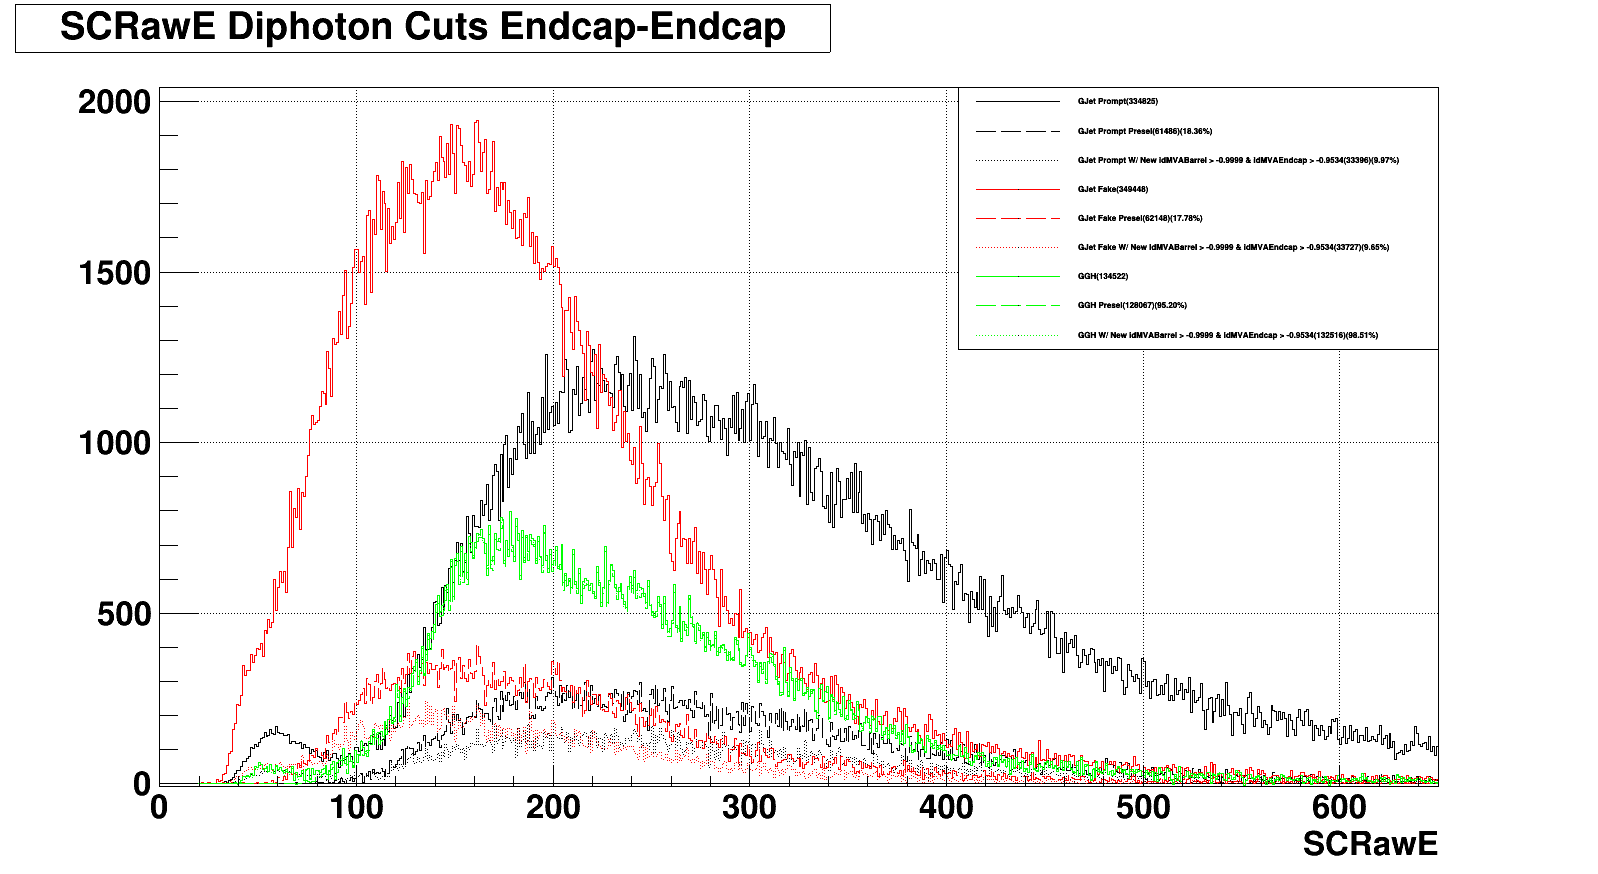 SCRawE Diphoton Cuts Endcap-Endcap
2000
1500
1000
500
0
0 100 200 300 400 500 600
SCRawE
GJet Prompt(334825)
GJet Prompt Presel(61486)(18.36%)
GJet Prompt W/ New idMVABarrel > -0.9999 & idMVAEndcap > -0.9534(33396)(9.97%)
GJet Fake(349448)
GJet Fake Presel(62148)(17.78%)
GJet Fake W/ New idMVABarrel > -0.9999 & idMVAEndcap > -0.9534(33727)(9.65%)
GGH(134522)
GGH Presel(128067)(95.20%)
GGH W/ New idMVABarrel > -0.9999 & idMVAEndcap > -0.9534(132516)(98.51%)